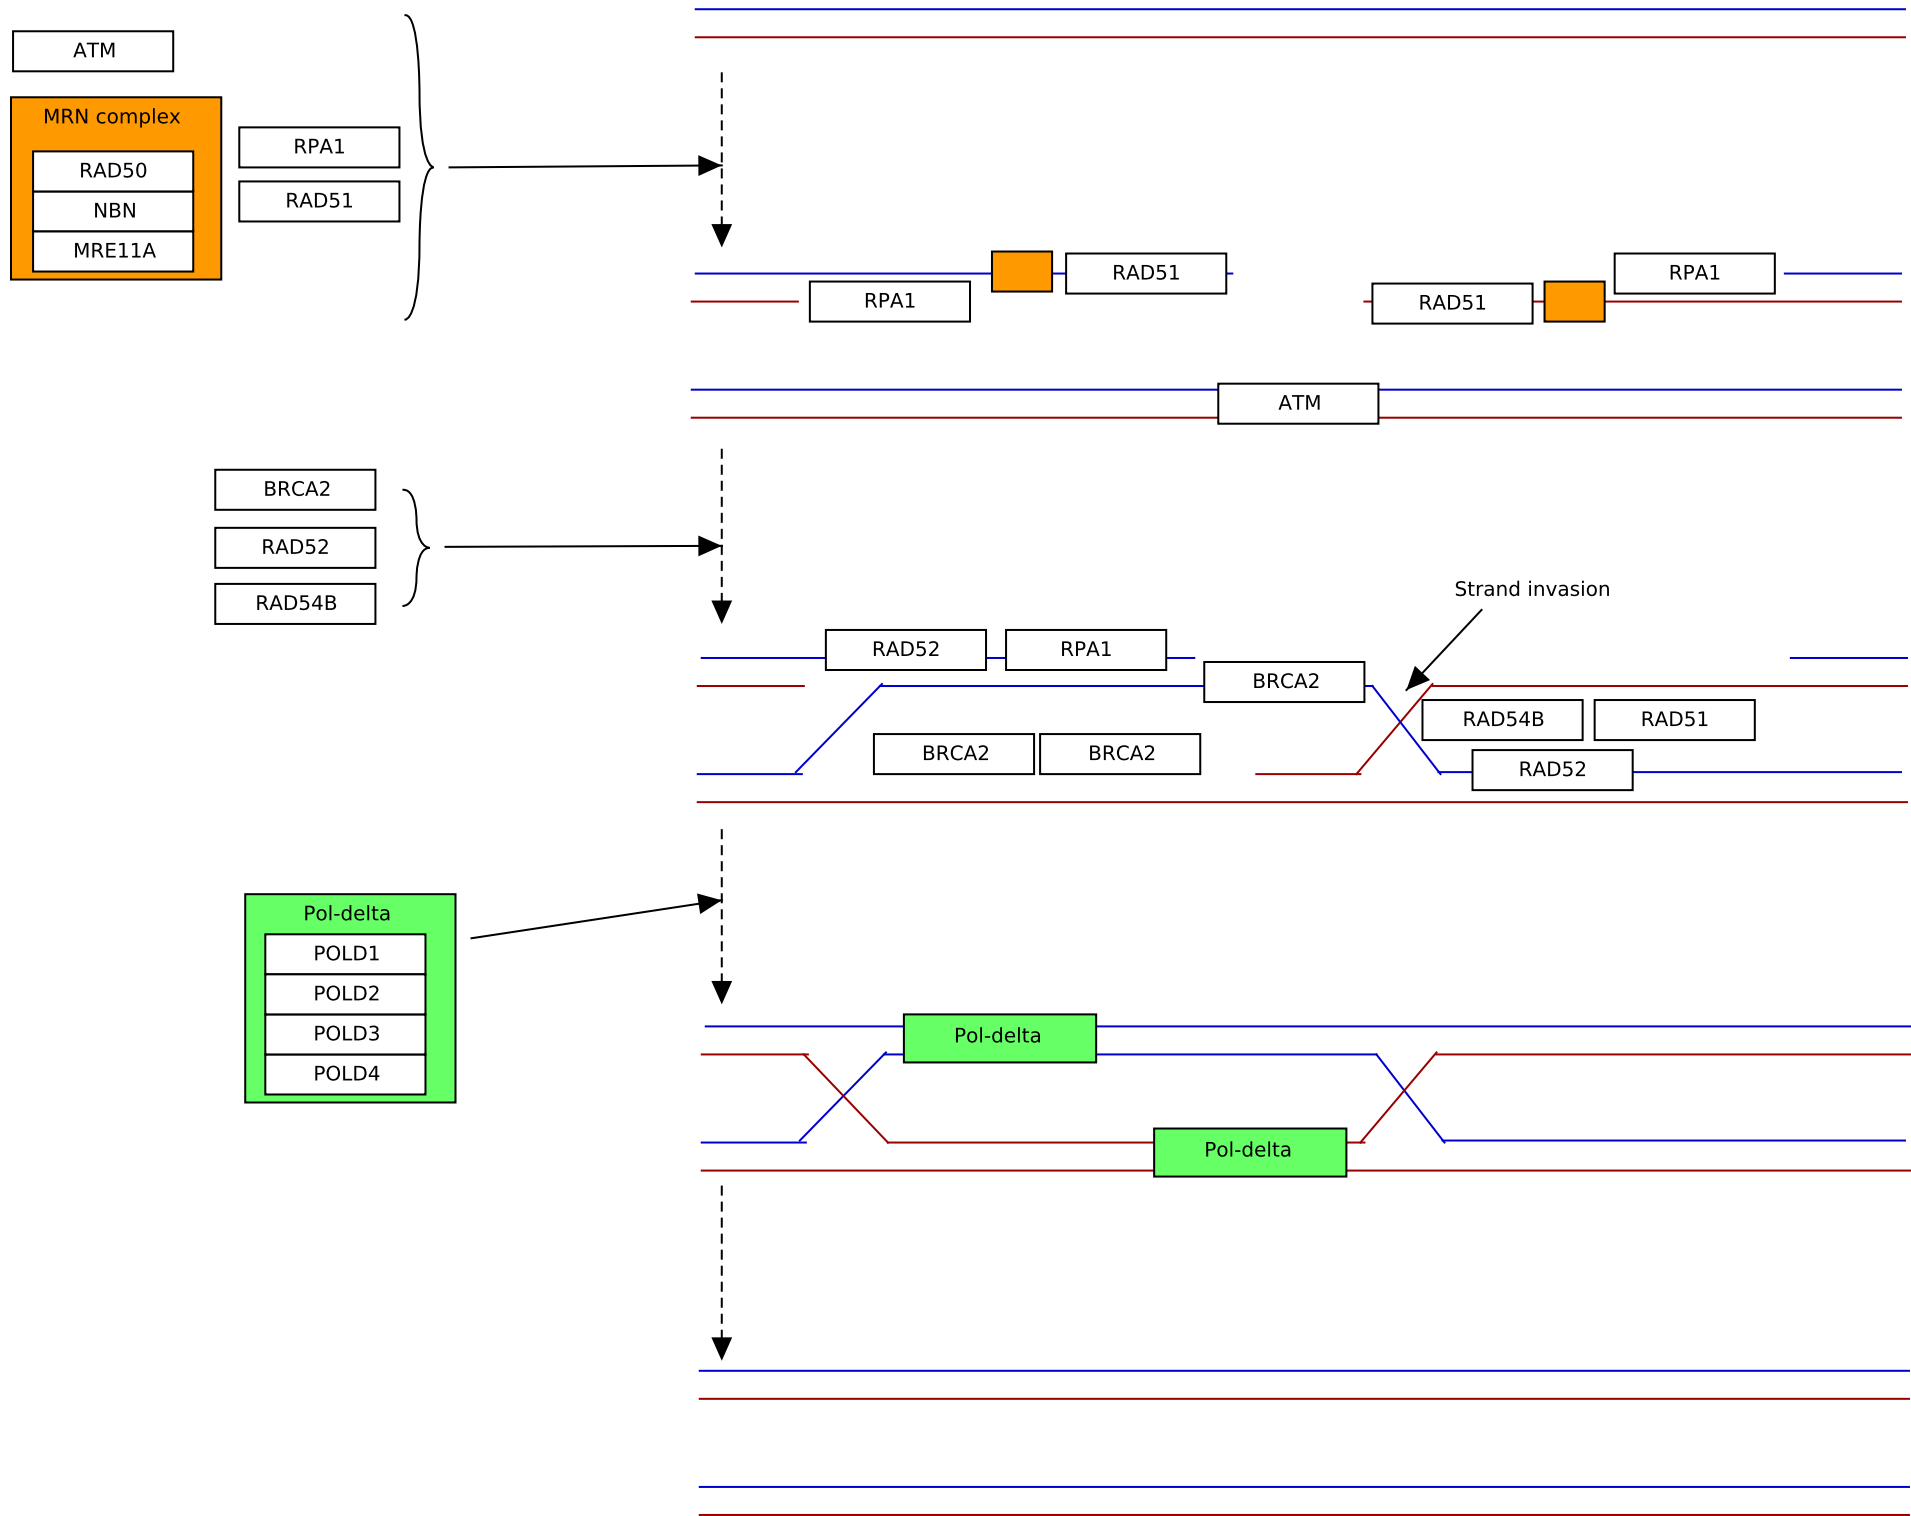 ATM
MRN complex
RAD50
NBN
MRE11A
RPA1
RAD51
RAD51
RPA1
RPA1
RAD51
ATM
BRCA2
RAD52
RAD54B
Strand invasion
RAD52
RPA1
BRCA2
RAD54B
RAD51
BRCA2
BRCA2
RAD52
Pol-delta
POLD1
POLD2
POLD3
POLD4
Pol-delta
Pol-delta